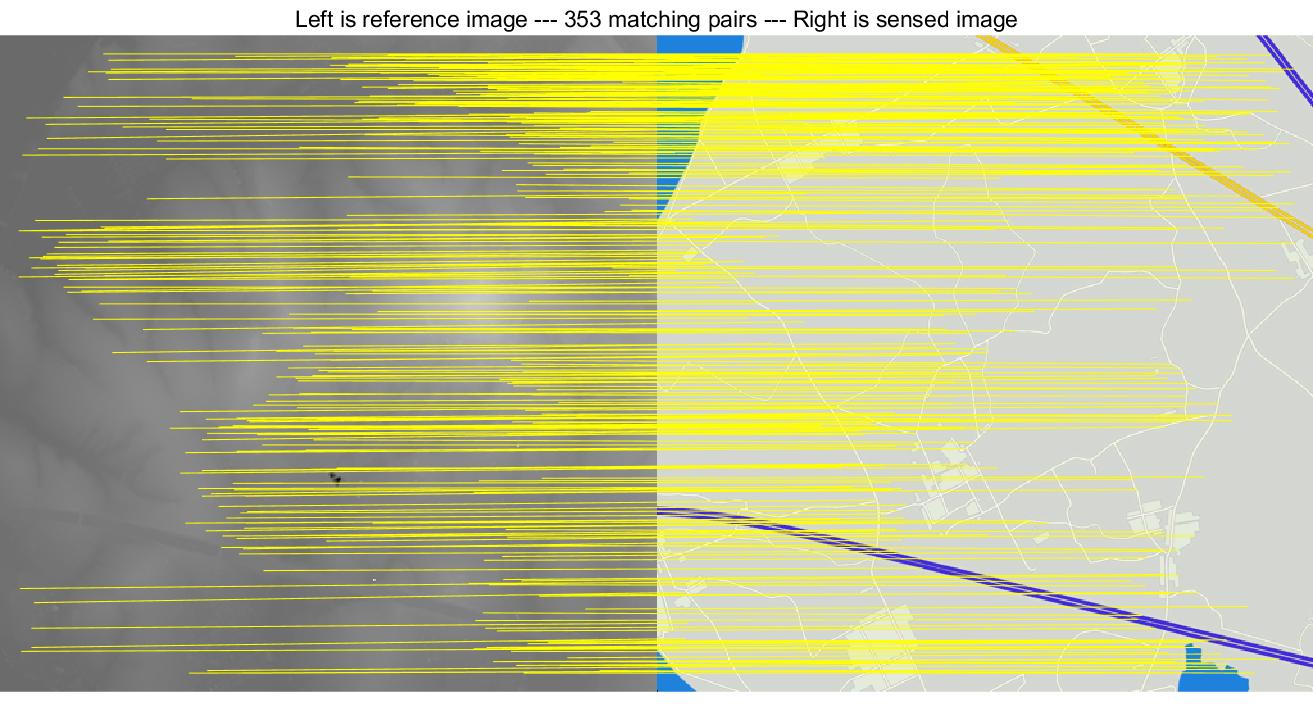 Left is reference image --- 353 matching pairs --- Right is sensed image